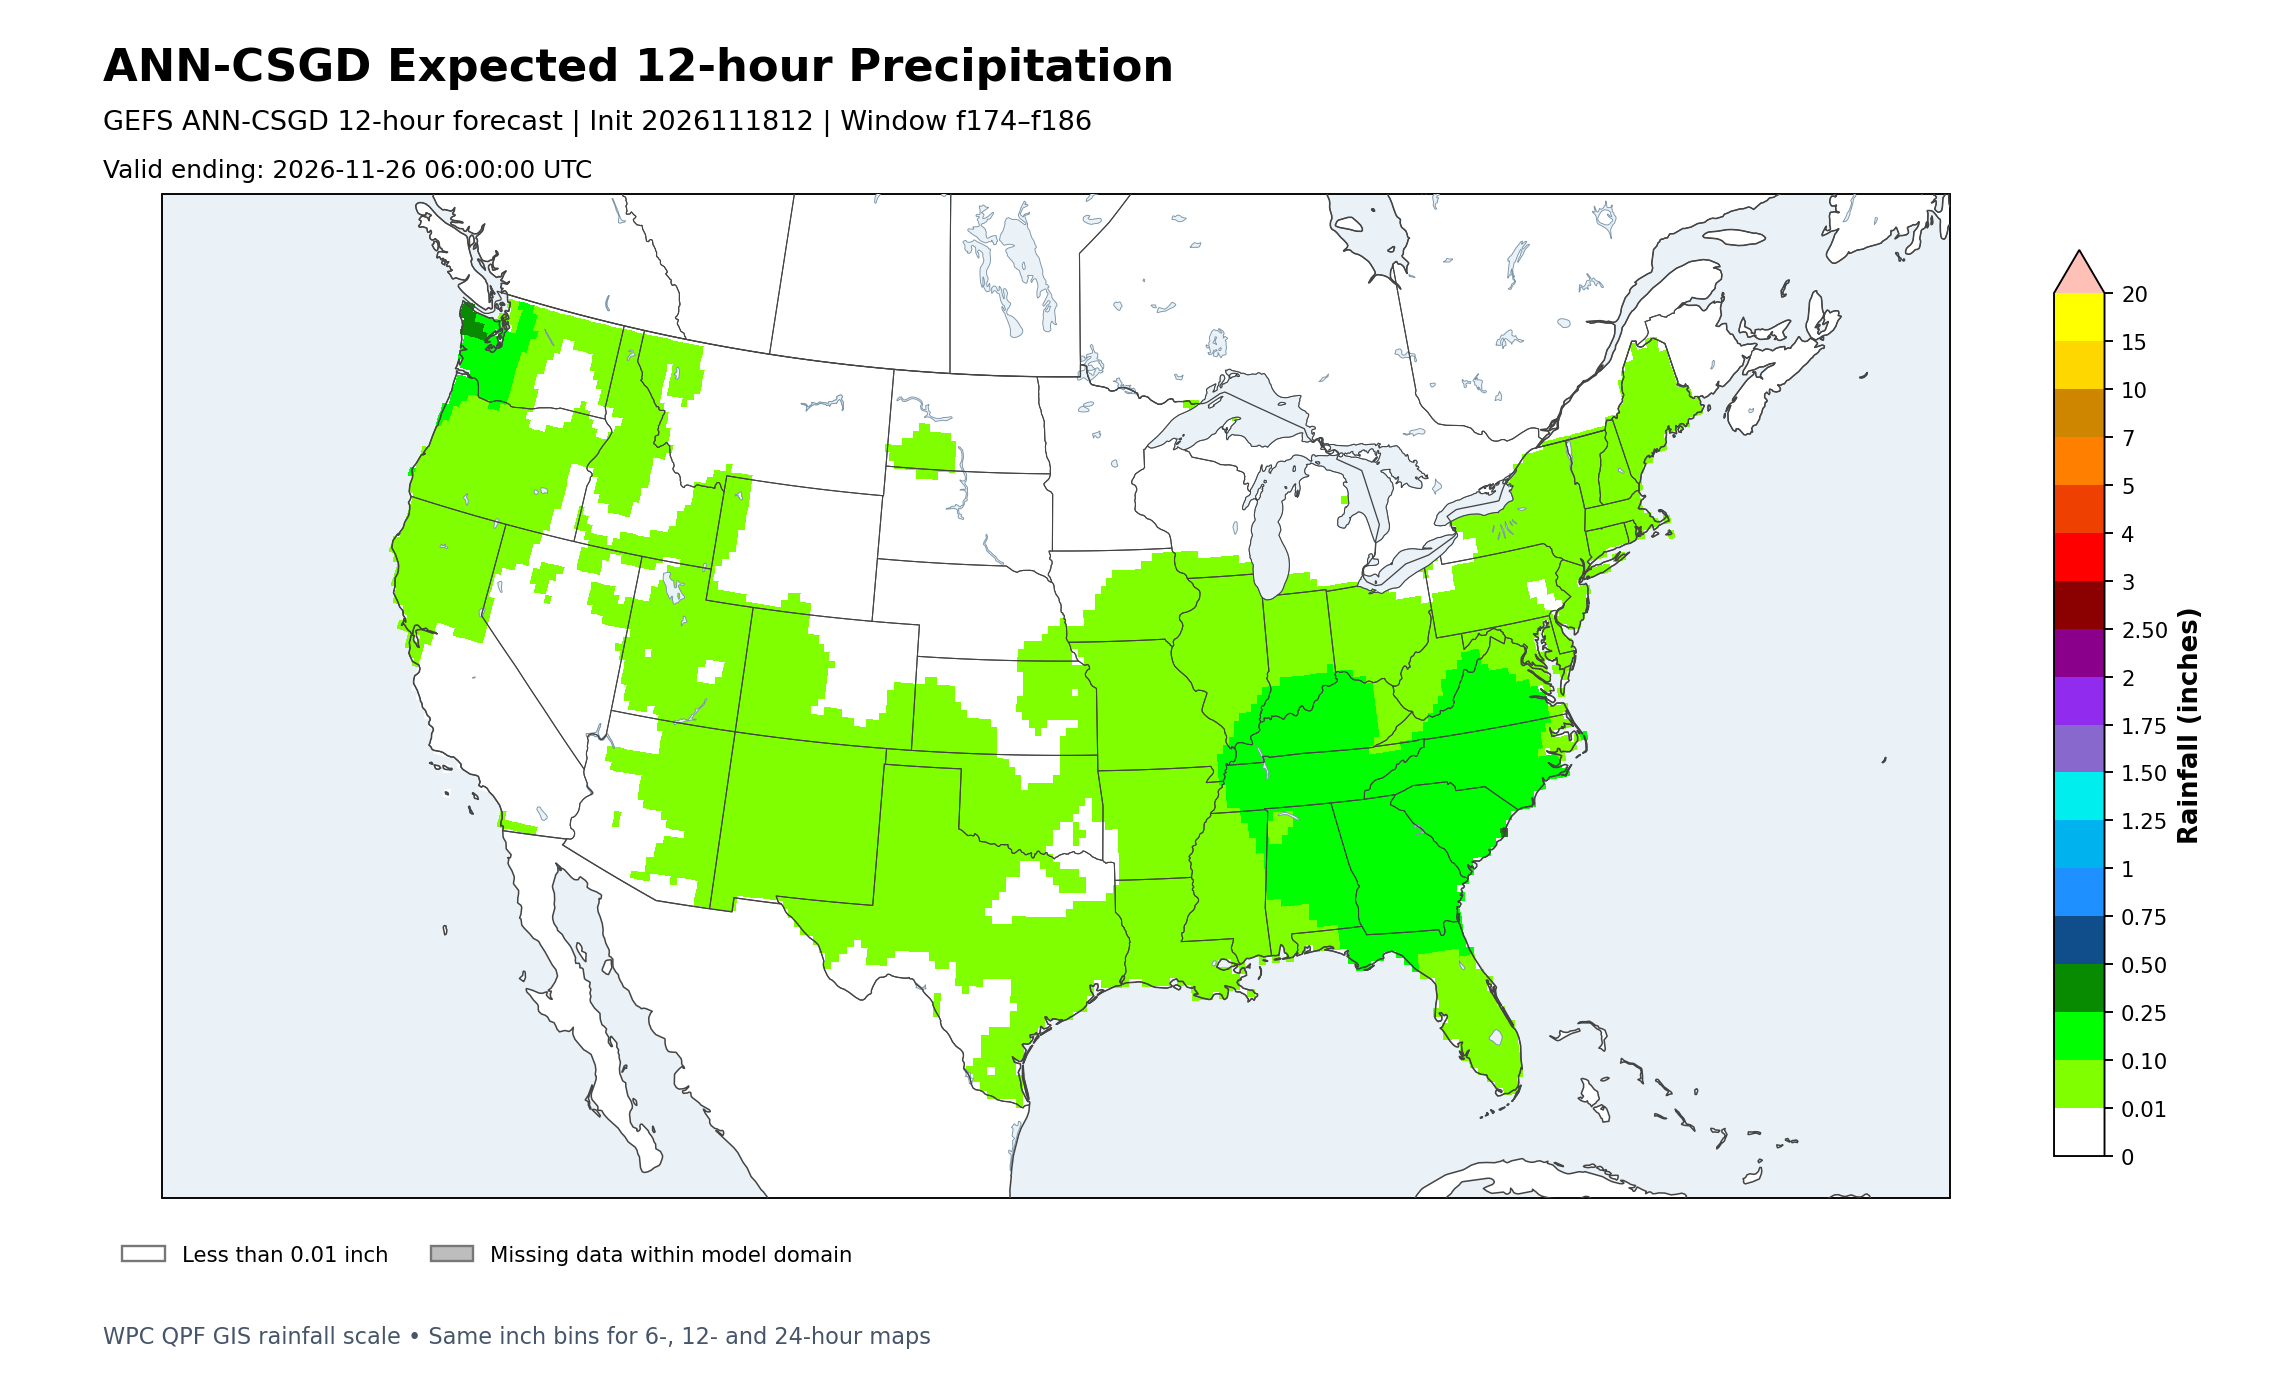 ANN-CSGD Expected 12-hour Precipitation
GEFS ANN-CSGD 12-hour forecast | Init 2026111812 | Window f174–f186
Valid ending: 2026-11-26 06:00:00 UTC
20
15
10
7
5
4
3
2.50
2
1.75
1.50
1.25
1
0.75
0.50
0.25
0.10
0.01
0
Rainfall (inches)
Less than 0.01 inch
Missing data within model domain
WPC QPF GIS rainfall scale • Same inch bins for 6-, 12- and 24-hour maps